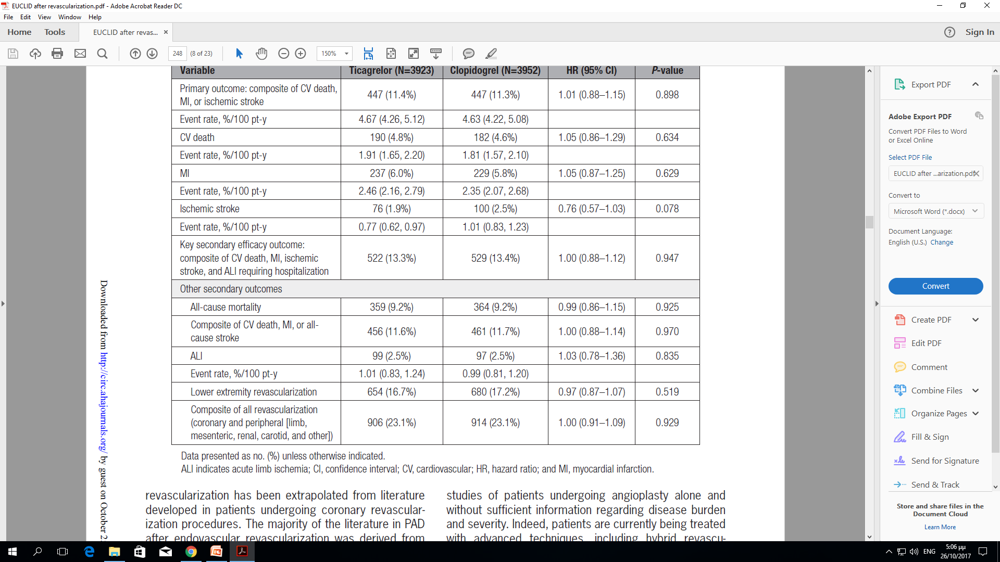 EUCLID after revascularization.pdf - Adobe Acrobat Reader DC
File Edit View Window Help
Home Tools EUCLID after revas... × Sign In
248 (8 of 23) 150%
Variable Ticagrelor (N=3923) Clopidogrel (N=3952) HR (95% CI) P-value
Primary outcome: composite of CV death,
MI, or ischemic stroke 447 (11.4%) 447 (11.3%) 1.01 (0.88–1.15) 0.898
Event rate, %/100 pt-y 4.67 (4.26, 5.12) 4.63 (4.22, 5.08)
CV death 190 (4.8%) 182 (4.6%) 1.05 (0.86–1.29) 0.634
Event rate, %/100 pt-y 1.91 (1.65, 2.20) 1.81 (1.57, 2.10)
MI 237 (6.0%) 229 (5.8%) 1.05 (0.87–1.25) 0.629
Event rate, %/100 pt-y 2.46 (2.16, 2.79) 2.35 (2.07, 2.68)
Ischemic stroke 76 (1.9%) 100 (2.5%) 0.76 (0.57–1.03) 0.078
Event rate, %/100 pt-y 0.77 (0.62, 0.97) 1.01 (0.83, 1.23)
Key secondary efficacy outcome:
composite of CV death, MI, ischemic 522 (13.3%) 529 (13.4%) 1.00 (0.88–1.12) 0.947
stroke, and ALI requiring hospitalization
Other secondary outcomes
All-cause mortality 359 (9.2%) 364 (9.2%) 0.99 (0.86–1.15) 0.925
Composite of CV death, MI, or all-
cause stroke 456 (11.6%) 461 (11.7%) 1.00 (0.88–1.14) 0.970
ALI 99 (2.5%) 97 (2.5%) 1.03 (0.78–1.36) 0.835
Event rate, %/100 pt-y 1.01 (0.83, 1.24) 0.99 (0.81, 1.20)
Lower extremity revascularization 654 (16.7%) 680 (17.2%) 0.97 (0.87–1.07) 0.519
Composite of all revascularization
(coronary and peripheral [limb, 906 (23.1%) 914 (23.1%) 1.00 (0.91–1.09) 0.929
mesenteric, renal, carotid, and other])
Data presented as no. (%) unless otherwise indicated.
ALI indicates acute limb ischemia; CI, confidence interval; CV, cardiovascular; HR, hazard ratio; and MI, myocardial infarction.
revascularization has been extrapolated from literature
developed in patients undergoing coronary revascular-
ization procedures. The majority of the literature in PAD
after endovascular revascularization was derived from
studies of patients undergoing angioplasty alone and
without sufficient information regarding disease burden
and severity. Indeed, patients are currently being treated
with advanced techniques, including hybrid revascu-
Downloaded from http://circ.ahajournals.org/ by guest on October 2
Export PDF
Adobe Export PDF
Convert PDF Files to Word
or Excel Online
Select PDF File
EUCLID after ...arization.pdf
Convert to
Microsoft Word (*.docx)
Document Language:
English (U.S.) Change
Convert
Create PDF
Edit PDF
Comment
Combine Files
Organize Pages
Fill & Sign
Send for Signature
Send & Track
Store and share files in the
Document Cloud
Learn More
ENG
5:06 μμ
26/10/2017